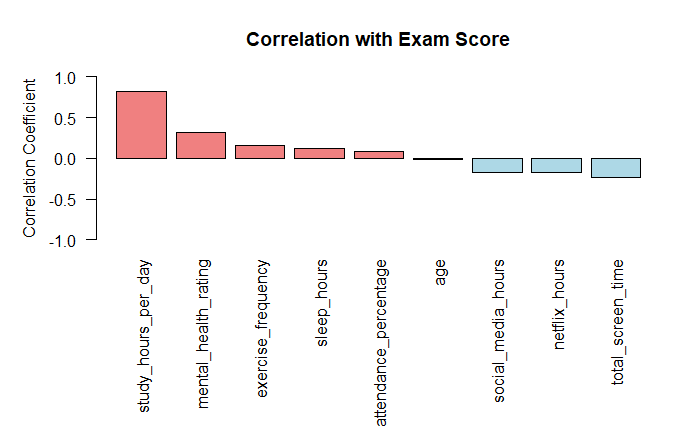 Correlation with Exam Score
Correlation Coefficient
1.0
0.5
0.0
-0.5
-1.0
study_hours_per_day
mental_health_rating
exercise_frequency
sleep_hours
attendance_percentage
age
social_media_hours
netflix_hours
total_screen_time